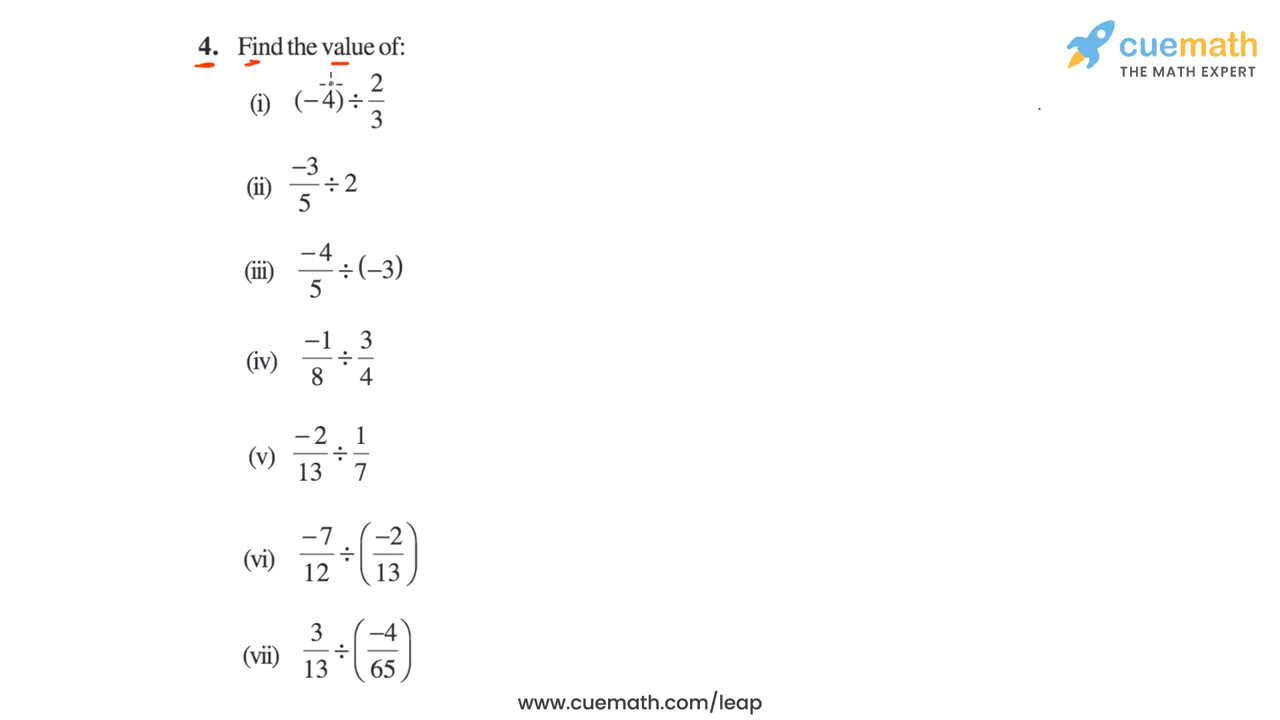 cuemath
THE MATH EXPERT
4. Find the value of:
(i) (−4) ÷ 2/3
(ii) −3/5 ÷ 2
(iii) −4/5 ÷ (−3)
(iv) −1/8 ÷ 3/4
(v) −2/13 ÷ 1/7
(vi) −7/12 ÷ (−2/13)
(vii) 3/13 ÷ (−4/65)
www.cuemath.com/leap